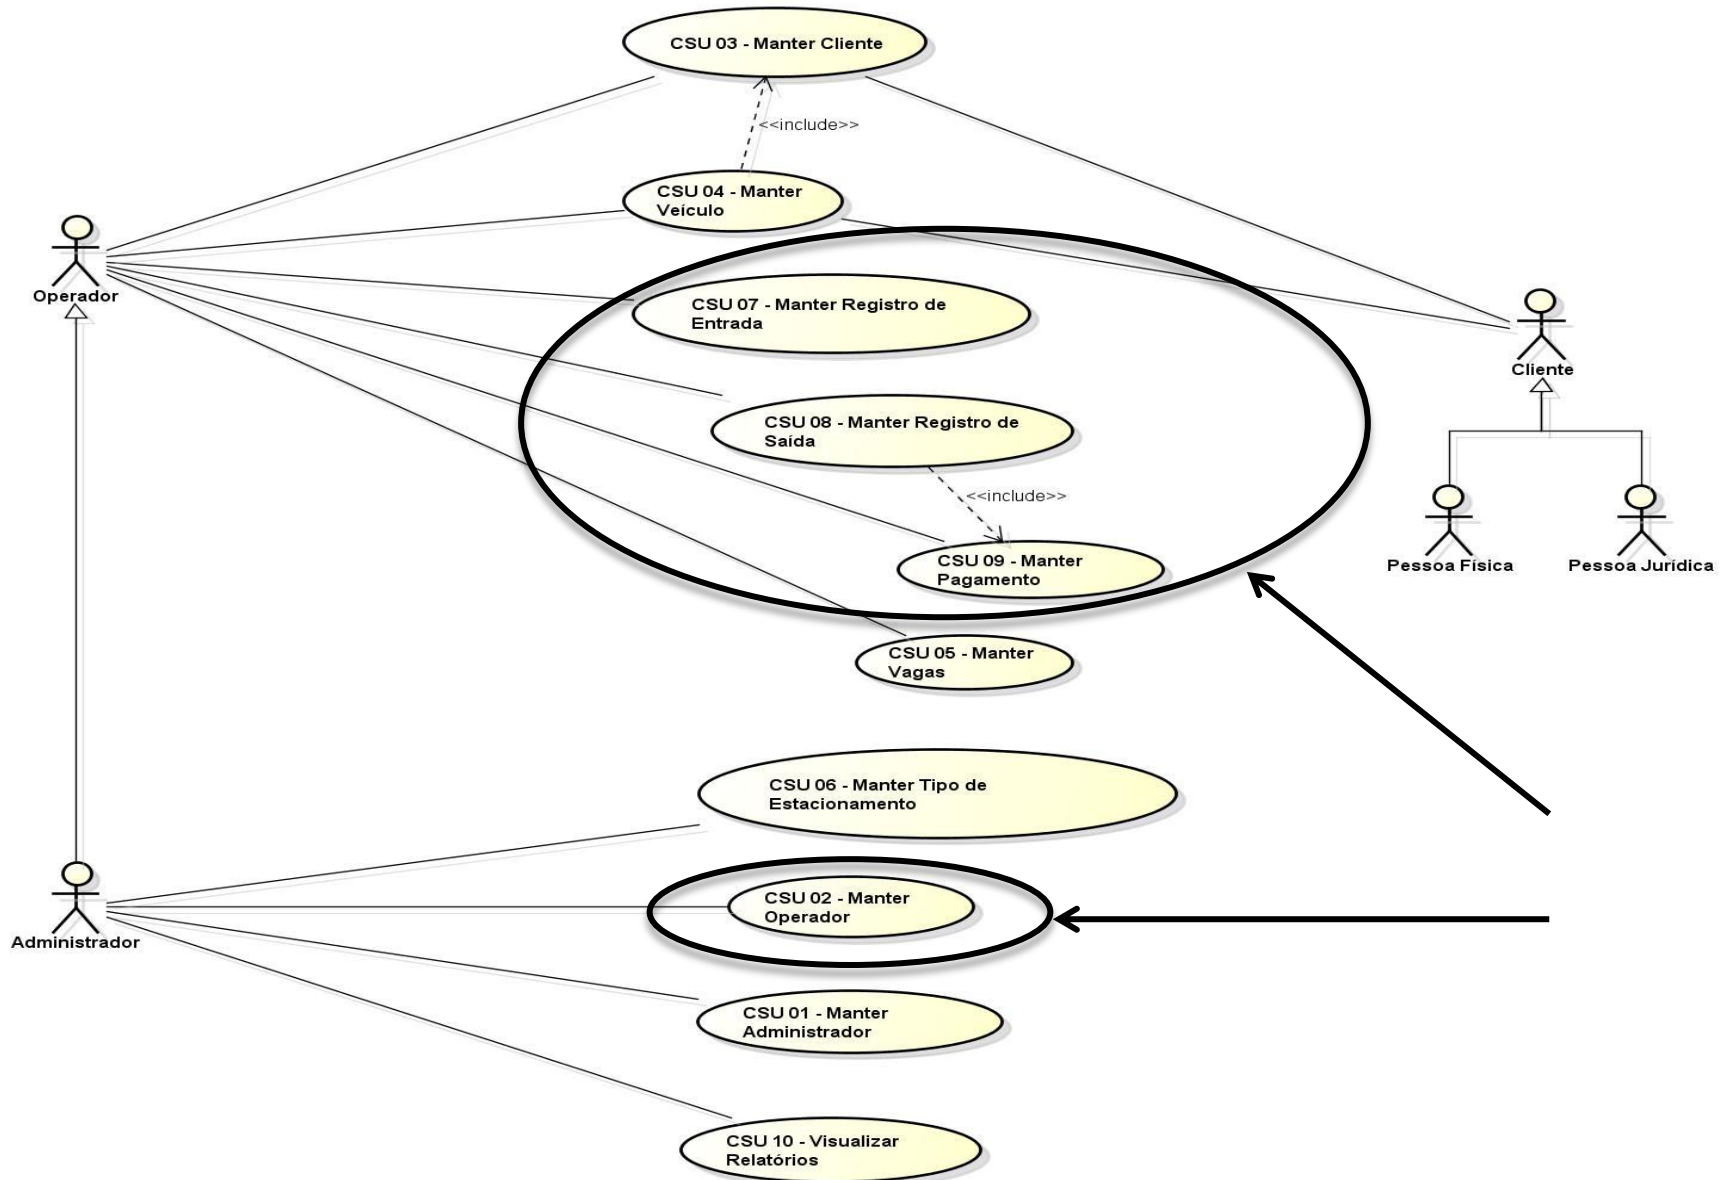 CSU 03 - Manter Cliente
<<include>>
CSU 04 - Manter
Veículo
Operador
CSU 07 - Manter Registro de
Entrada
Cliente
CSU 08 - Manter Registro de
Saída
<<include>>
CSU 09 - Manter
Pagamento
Pessoa Física
Pessoa Jurídica
CSU 05 - Manter
Vagas
CSU 06 - Manter Tipo de
Estacionamento
CSU 02 - Manter
Operador
Administrador
CSU 01 - Manter
Administrador
CSU 10 - Visualizar
Relatórios